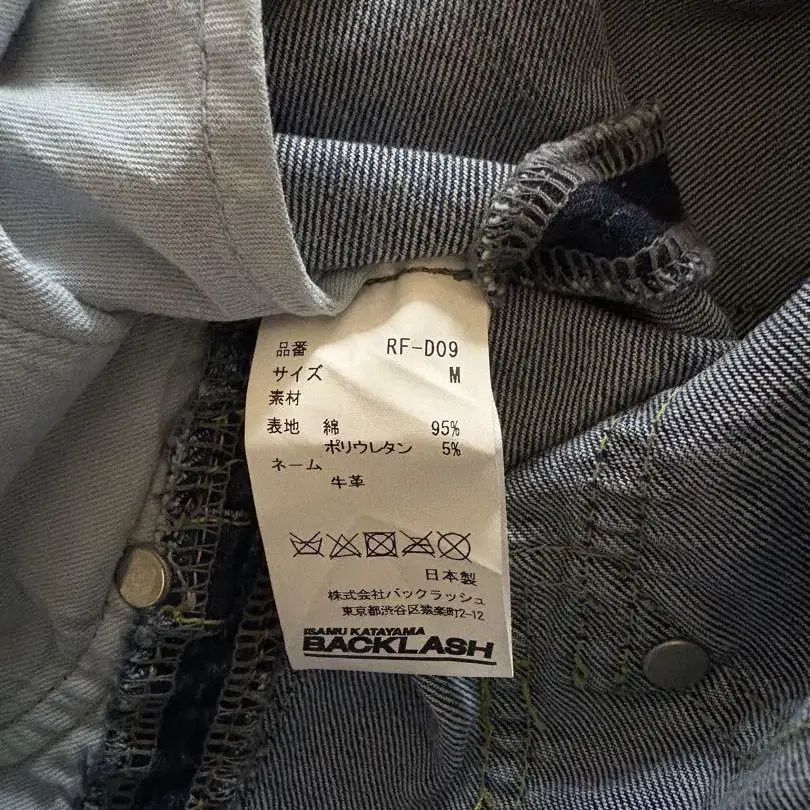 品番 RF-D09
サイズ M
素材
表地 綿 95%
ポリウレタン 5%
ネーム
牛革
日本製
株式会社バックラッシュ
東京都渋谷区猿楽町2-12
ISAMU KATAYAMA
BACKLASH